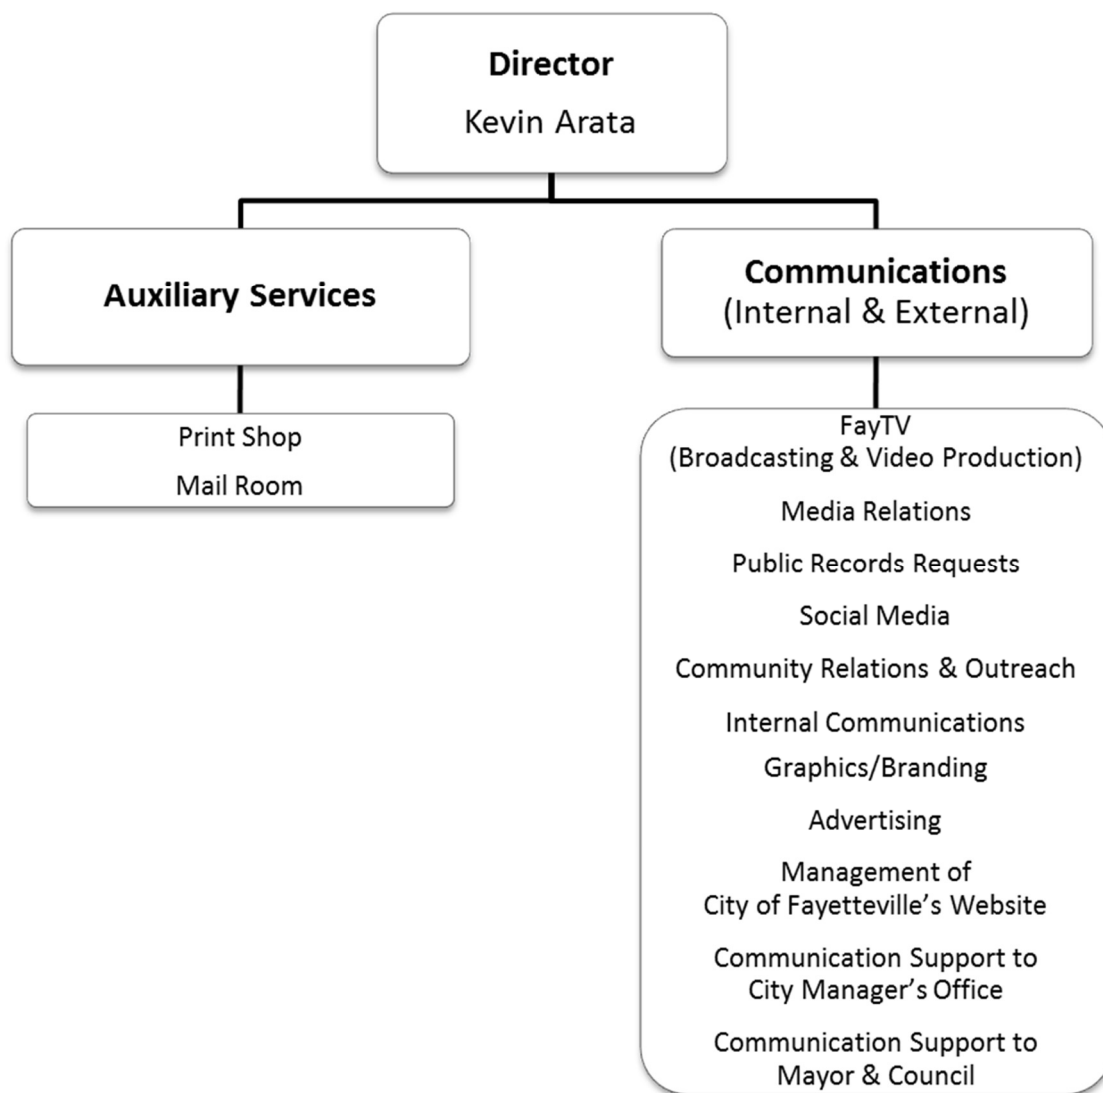 Director
Kevin Arata
Auxiliary Services
Print Shop
Mail Room
Communications
(Internal & External)
FayTV
(Broadcasting & Video Production)
Media Relations
Public Records Requests
Social Media
Community Relations & Outreach
Internal Communications
Graphics/Branding
Advertising
Management of
City of Fayetteville’s Website
Communication Support to
City Manager’s Office
Communication Support to
Mayor & Council